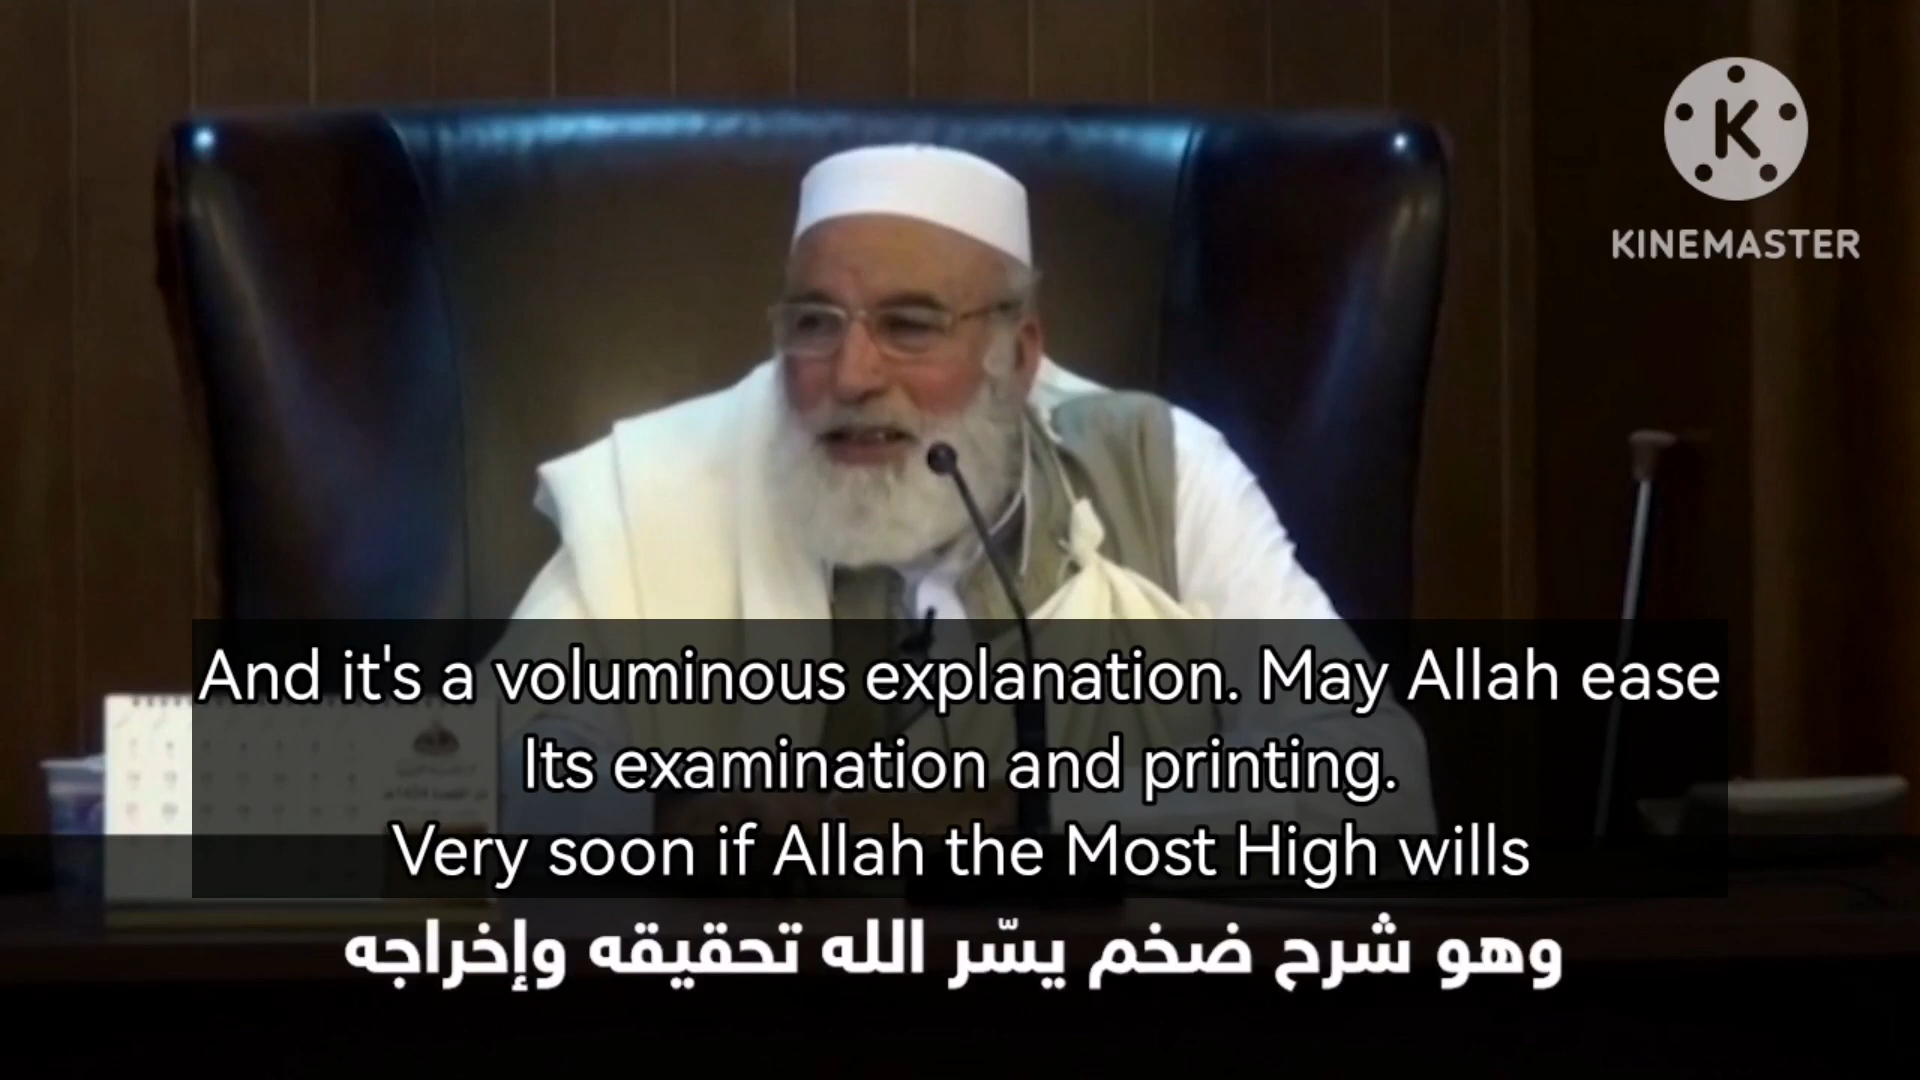 K
KINEMASTER
And it's a voluminous explanation. May Allah ease
Its examination and printing.
Very soon if Allah the Most High wills
وهو شرح ضخم يسّر الله تحقيقه وإخراجه